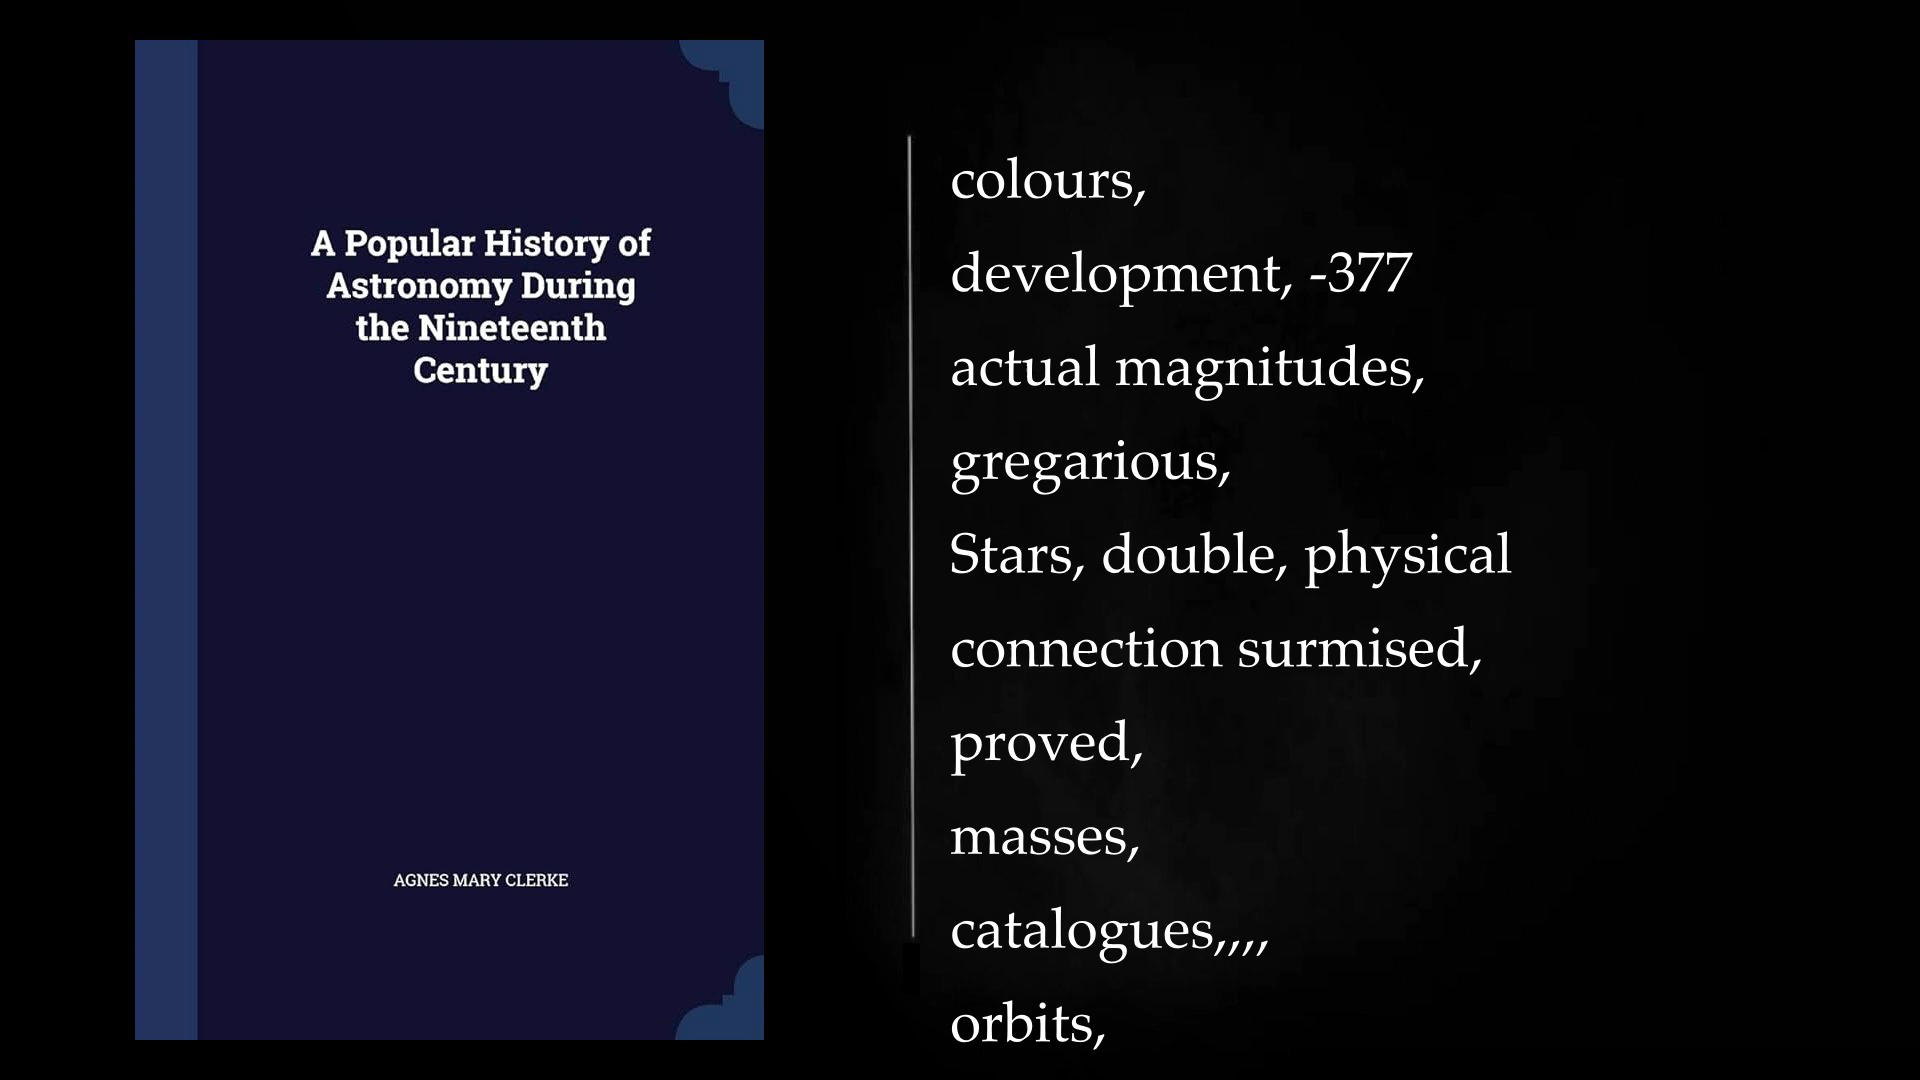 A Popular History of
Astronomy During
the Nineteenth
Century
AGNES MARY CLERKE
colours,
development, -377
actual magnitudes,
gregarious,
Stars, double, physical
connection surmised,
proved,
masses,
catalogues,,,,
orbits,